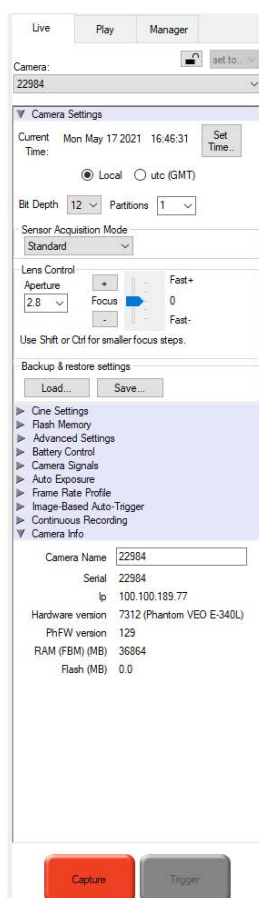 Live Play Manager
Camera: set to..
22984
Camera Settings
Current Time: Mon May 17 2021 16:46:31 Set Time..
Local utc (GMT)
Bit Depth 12 Partitions 1
Sensor Acquisition Mode
Standard
Lens Control
Aperture + Fast+
2.8 Focus 0
- Fast-
Use Shift or Ctrl for smaller focus steps.
Backup & restore settings
Load... Save...
Cine Settings
Flash Memory
Advanced Settings
Battery Control
Camera Signals
Auto Exposure
Frame Rate Profile
Image-Based Auto-Trigger
Continuous Recording
Camera Info
Camera Name 22984
Serial 22984
Ip 100.100.189.77
Hardware version 7312 (Phantom VEO E-340L)
PhFW version 129
RAM (FBM) (MB) 36864
Flash (MB) 0.0
Capture Trigger